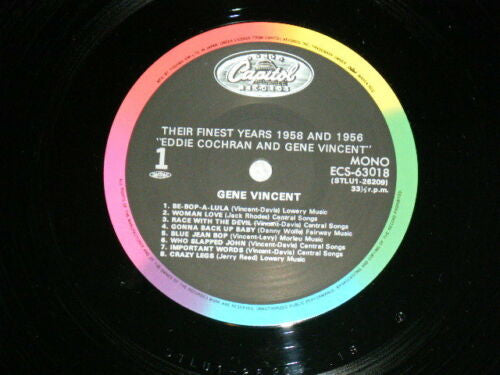 Capitol
RECORDS
THEIR FINEST YEARS 1958 AND 1956
"EDDIE COCHRAN AND GENE VINCENT"
1
MONO
ECS-63018
(STLU1-26209)
33⅓ r.p.m.
GENE VINCENT
1. BE-BOP-A-LULA (Vincent-Davis) Lowery Music
2. WOMAN LOVE (Jack Rhodes) Central Songs
3. RACE WITH THE DEVIL (Vincent-Davis) Central Songs
4. GONNA BACK UP BABY (Danny Wolfe) Fairway Music
5. BLUE JEAN BOP (Vincent-Levy) Morleu Music
6. WHO SLAPPED JOHN (Vincent-Davis) Central Songs
7. IMPORTANT WORDS (Vincent-Davis) Central Songs
8. CRAZY LEGS (Jerry Reed) Lowery Music